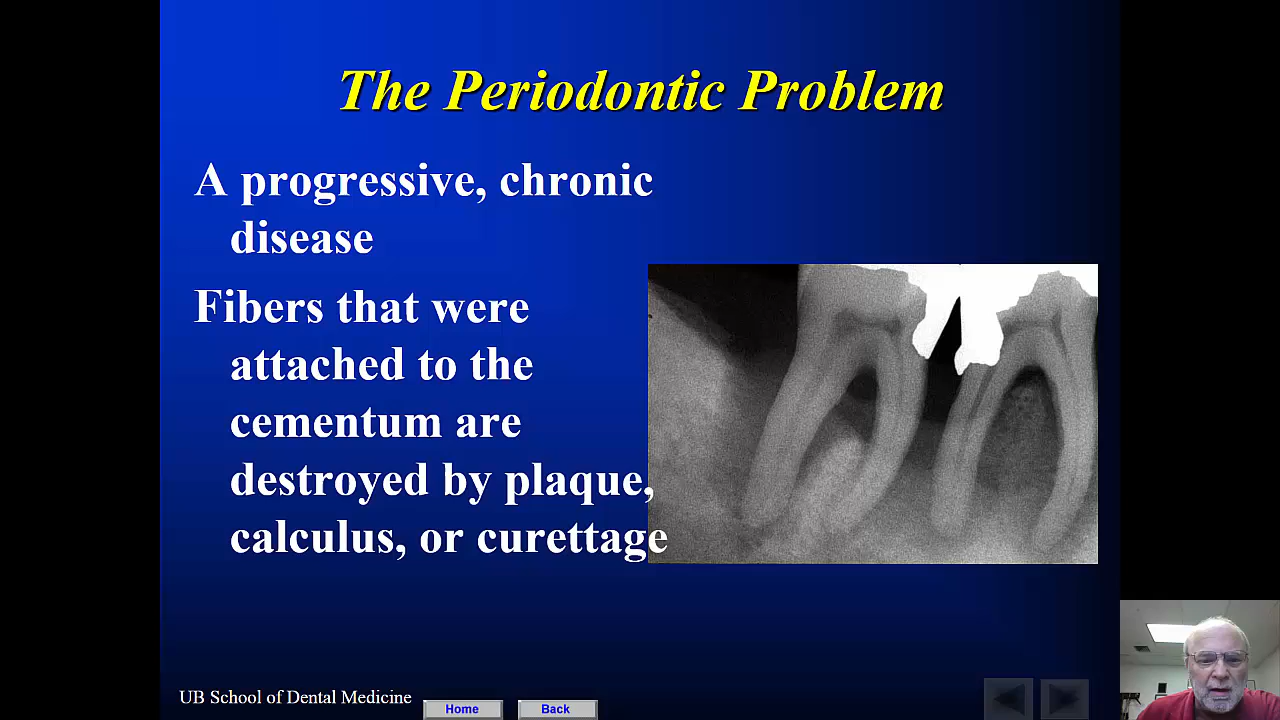 The Periodontic Problem
A progressive, chronic
disease
Fibers that were
attached to the
cementum are
destroyed by plaque,
calculus, or curettage
UB School of Dental Medicine
Home
Back